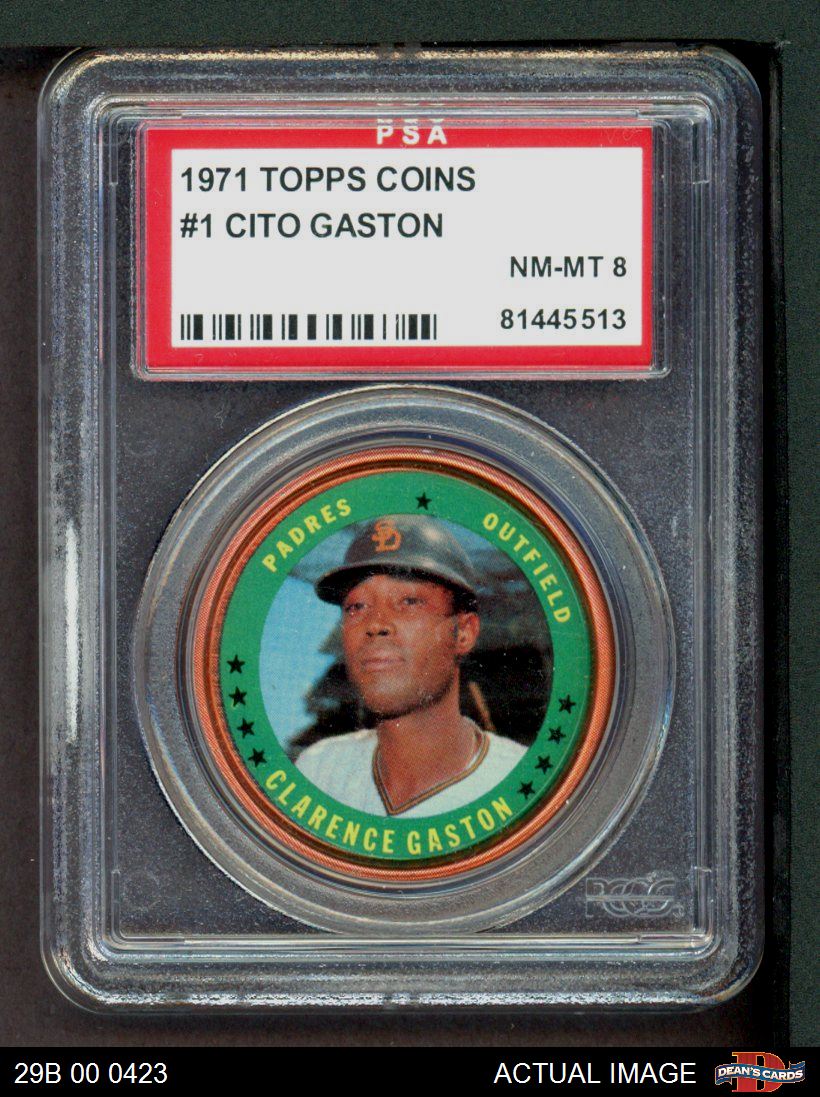 PSA
1971 TOPPS COINS
#1 CITO GASTON
NM-MT 8
81445513
PADRES
OUTFIELD
SD
CLARENCE GASTON
PCGS
29B 00 0423
ACTUAL IMAGE
DEAN'S CARDS